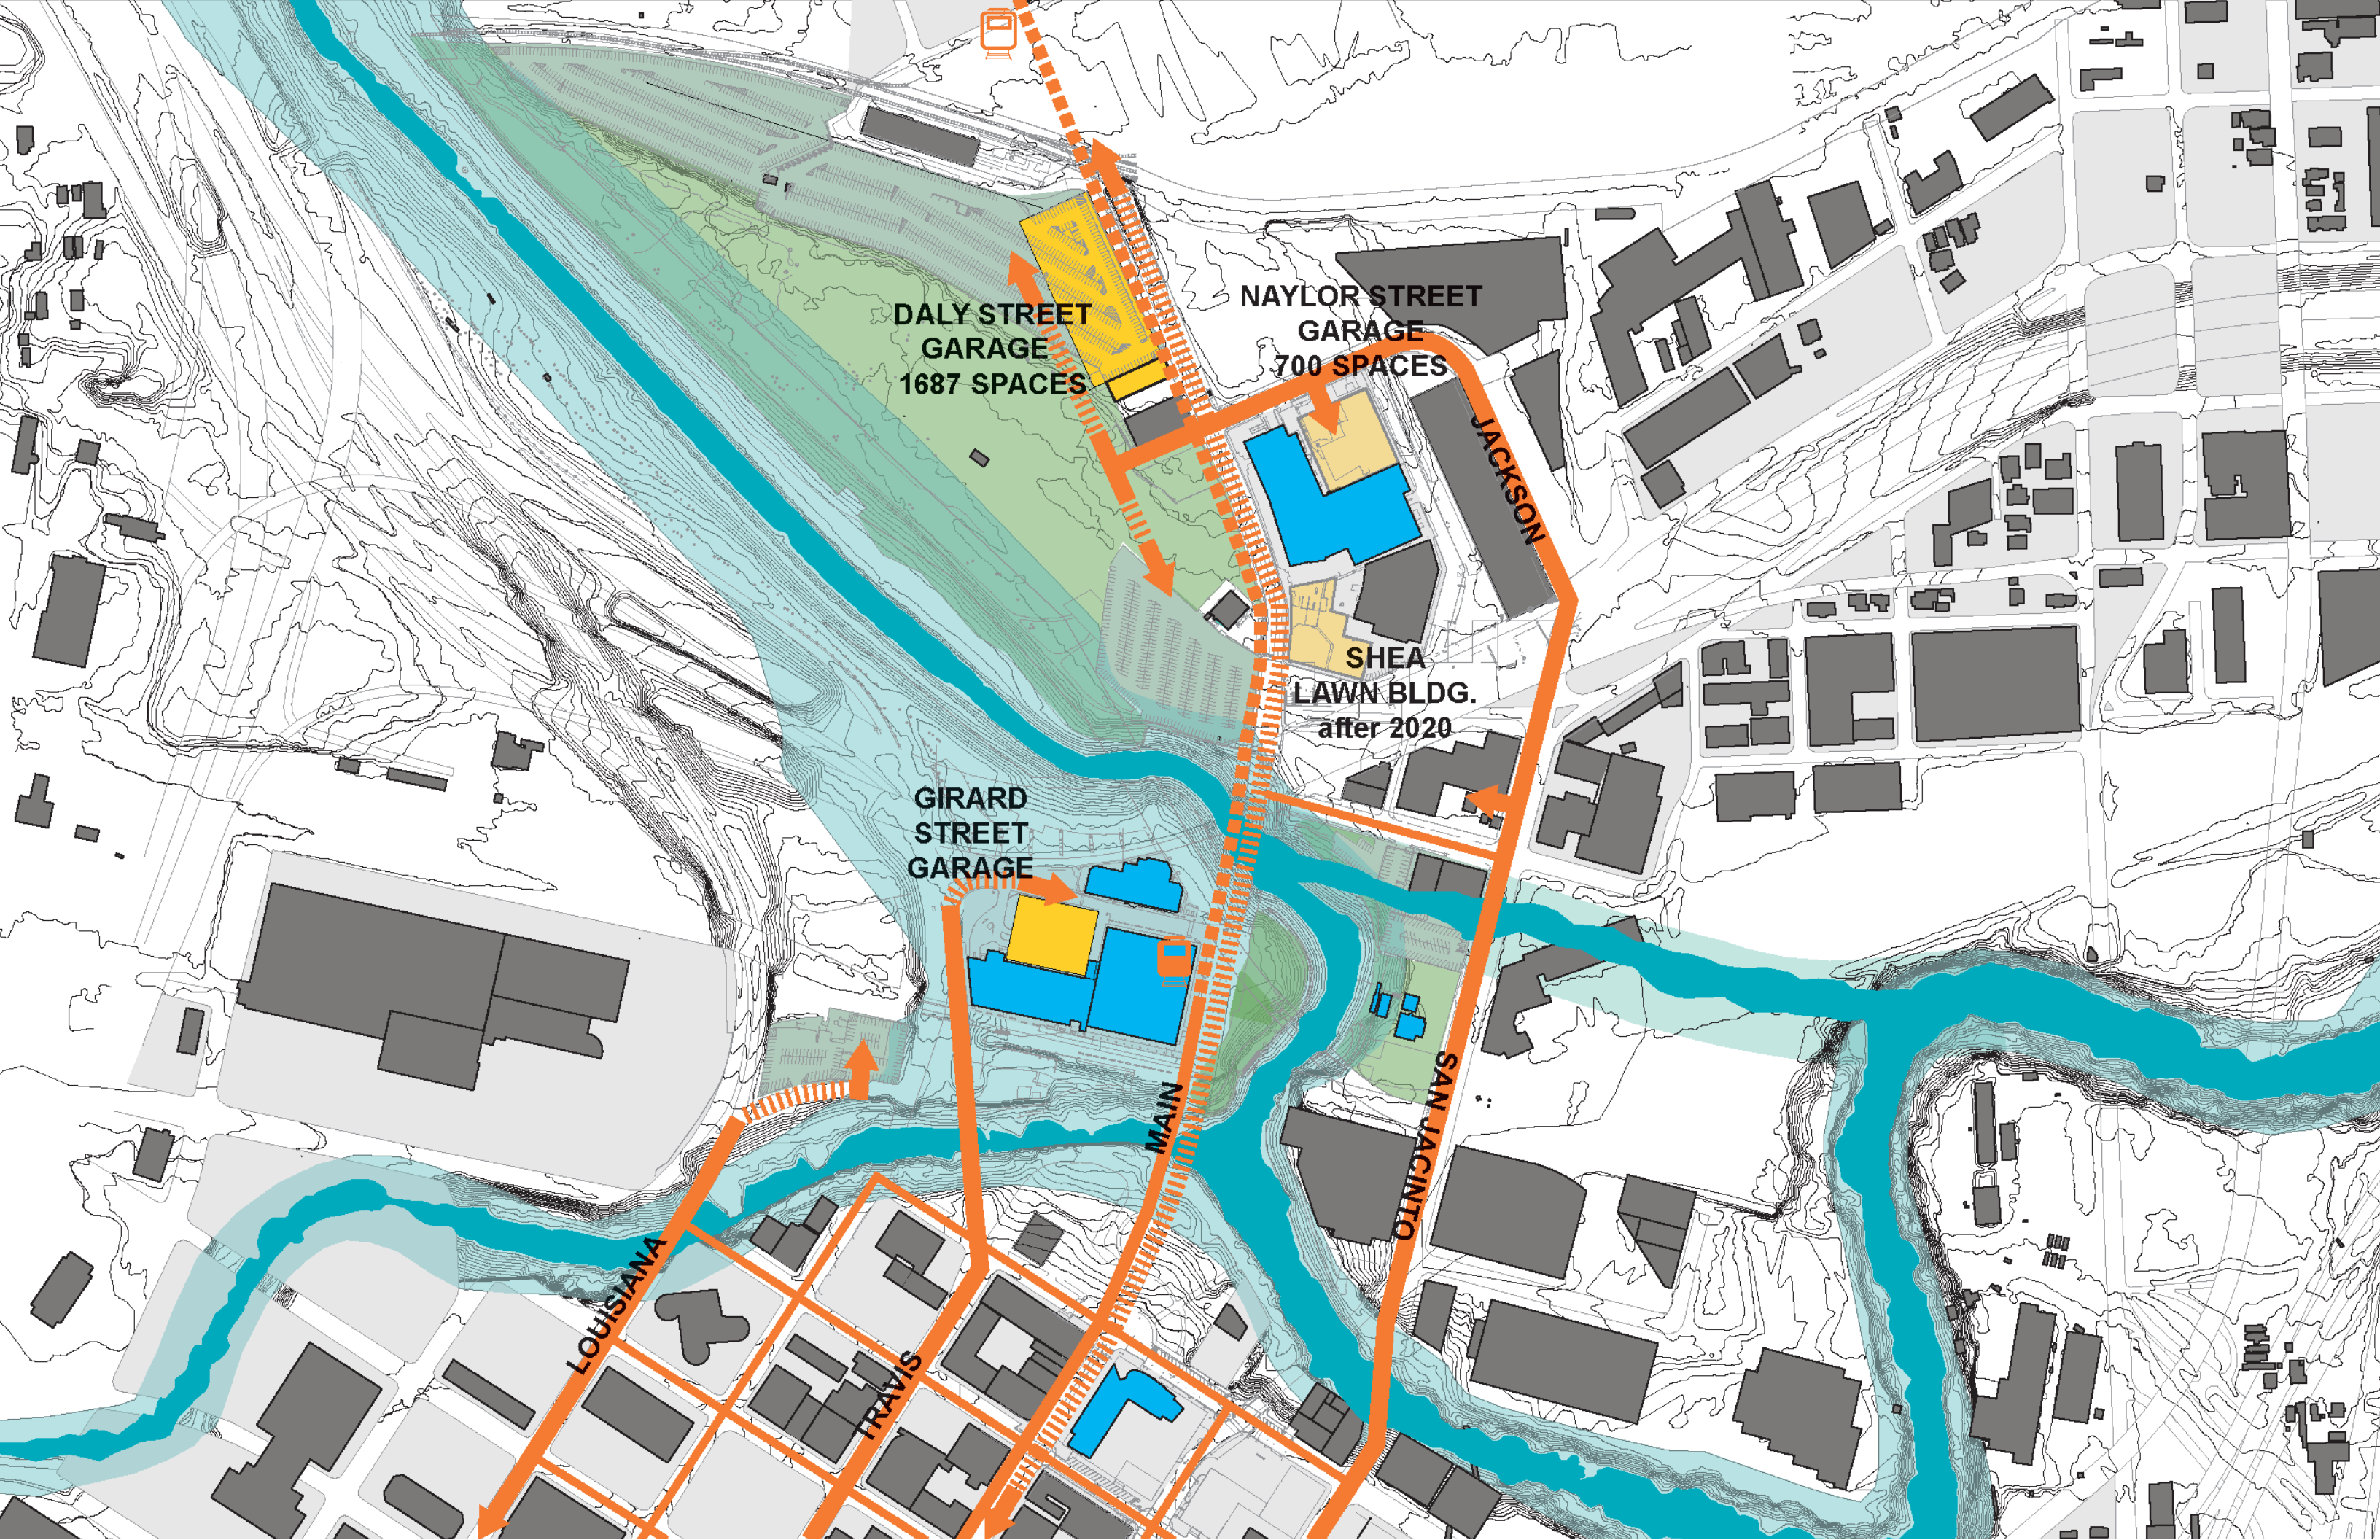 DALY STREET
GARAGE
1687 SPACES
NAYLOR STREET
GARAGE
700 SPACES
JACKSON
SHEA
LAWN BLDG.
after 2020
GIRARD
STREET
GARAGE
MAIN
SAN JACINTO
LOUISIANA
TRAVIS